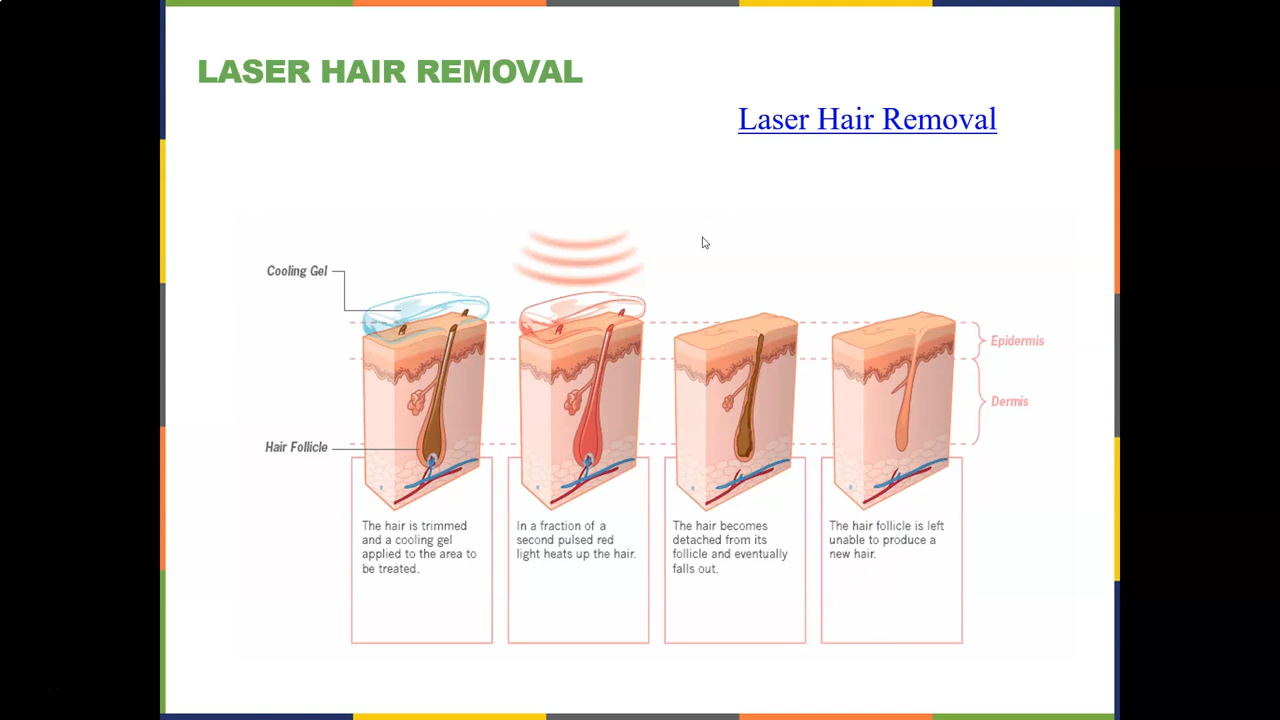 LASER HAIR REMOVAL
Laser Hair Removal
Cooling Gel
Epidermis
Dermis
Hair Follicle
The hair is trimmed
and a cooling gel
applied to the area to
be treated.
In a fraction of a
second pulsed red
light heats up the hair.
The hair becomes
detached from its
follicle and eventually
falls out.
The hair follicle is left
unable to produce a
new hair.